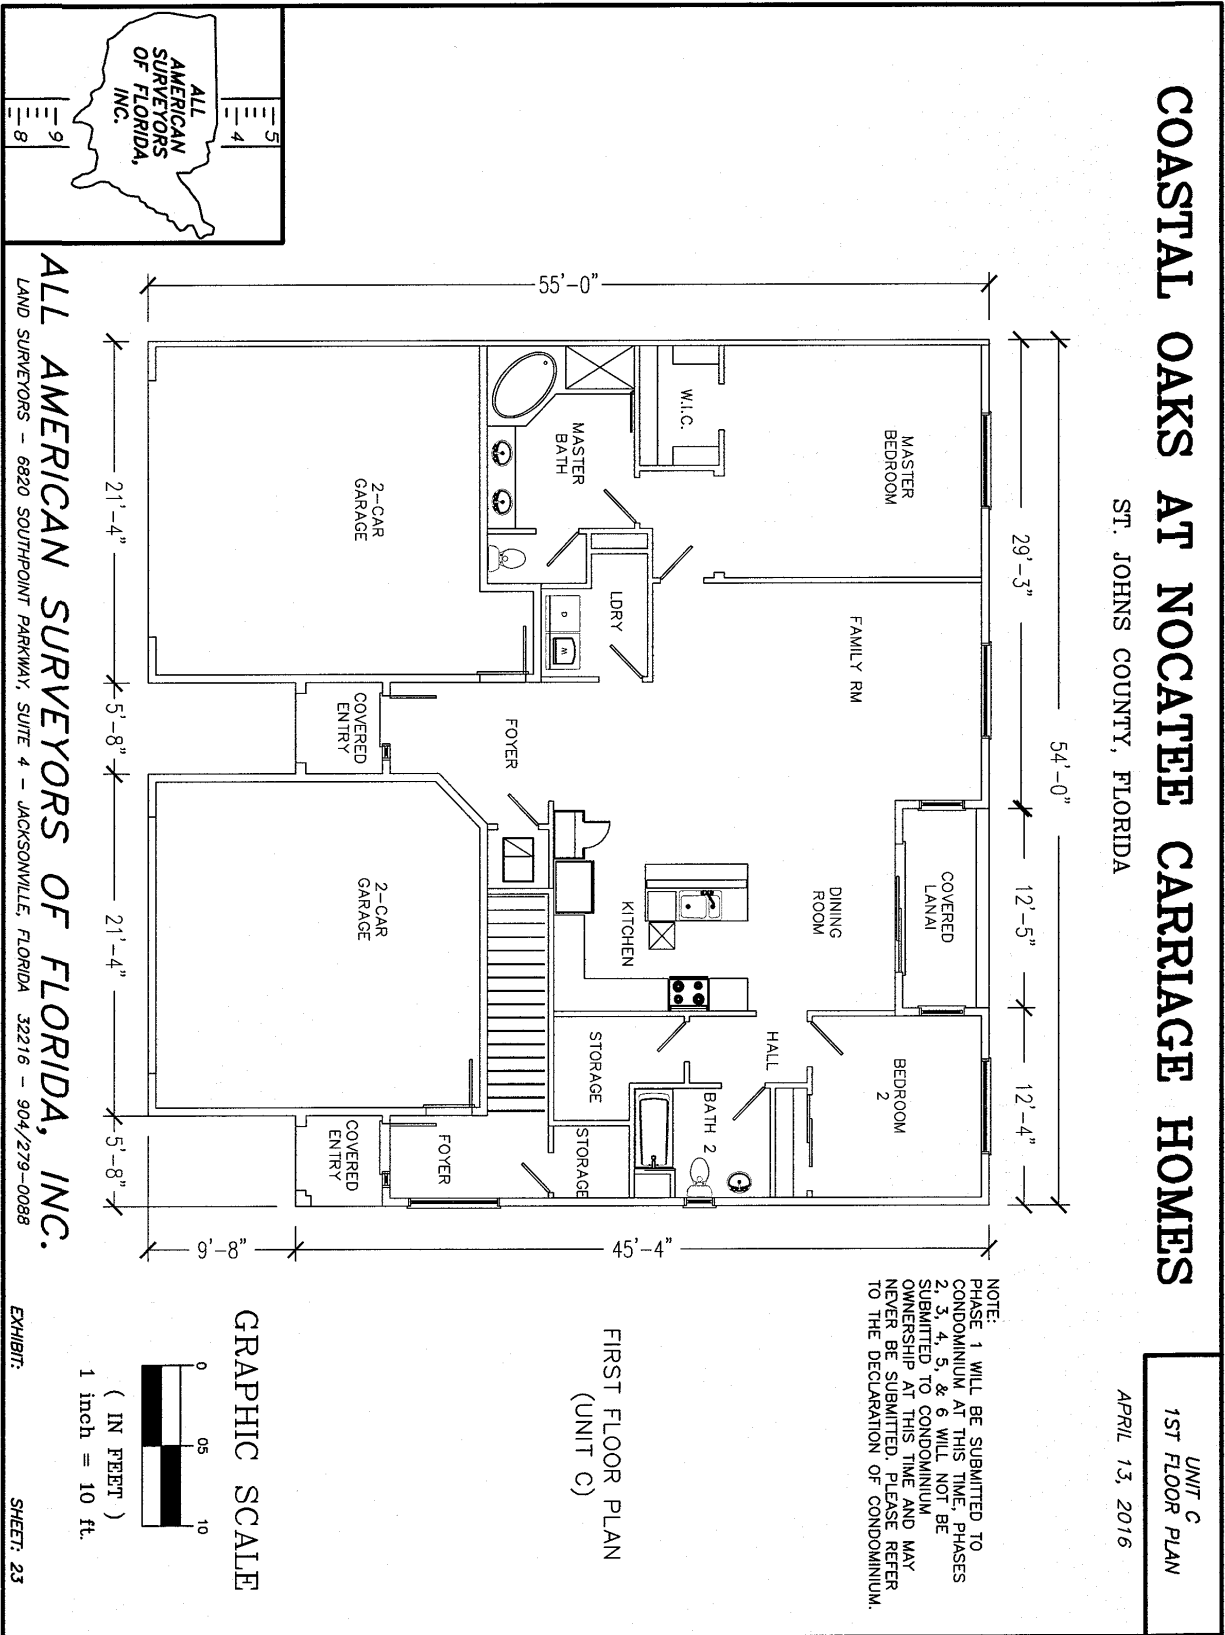 COASTAL OAKS AT NOCATEE CARRIAGE HOMES
ST. JOHNS COUNTY, FLORIDA
UNIT C
1ST FLOOR PLAN
APRIL 13, 2016
54'-0"
29'-3"
12'-5"
12'-4"
55'-0"
MASTER
BEDROOM
FAMILY RM
COVERED
LANAI
DINING
ROOM
BEDROOM
2
W.I.C.
HALL
MASTER
BATH
LDRY
D
W
KITCHEN
STORAGE
BATH 2
STORAGE
FOYER
FOYER
2-CAR
GARAGE
COVERED
ENTRY
2-CAR
GARAGE
COVERED
ENTRY
21'-4"
5'-8"
21'-4"
5'-8"
45'-4"
9'-8"
NOTE:
PHASE 1 WILL BE SUBMITTED TO
CONDOMINIUM AT THIS TIME, PHASES
2, 3, 4, 5, & 6 WILL NOT BE
SUBMITTED TO CONDOMINIUM
OWNERSHIP AT THIS TIME AND MAY
NEVER BE SUBMITTED. PLEASE REFER
TO THE DECLARATION OF CONDOMINIUM.
FIRST FLOOR PLAN
(UNIT C)
GRAPHIC SCALE
0 05 10
( IN FEET )
1 inch = 10 ft.
5
4
9
8
ALL
AMERICAN
SURVEYORS
OF FLORIDA,
INC.
ALL AMERICAN SURVEYORS OF FLORIDA, INC.
LAND SURVEYORS - 6820 SOUTHPOINT PARKWAY, SUITE 4 - JACKSONVILLE, FLORIDA 32216 - 904/279-0088
EXHIBIT:
SHEET: 23